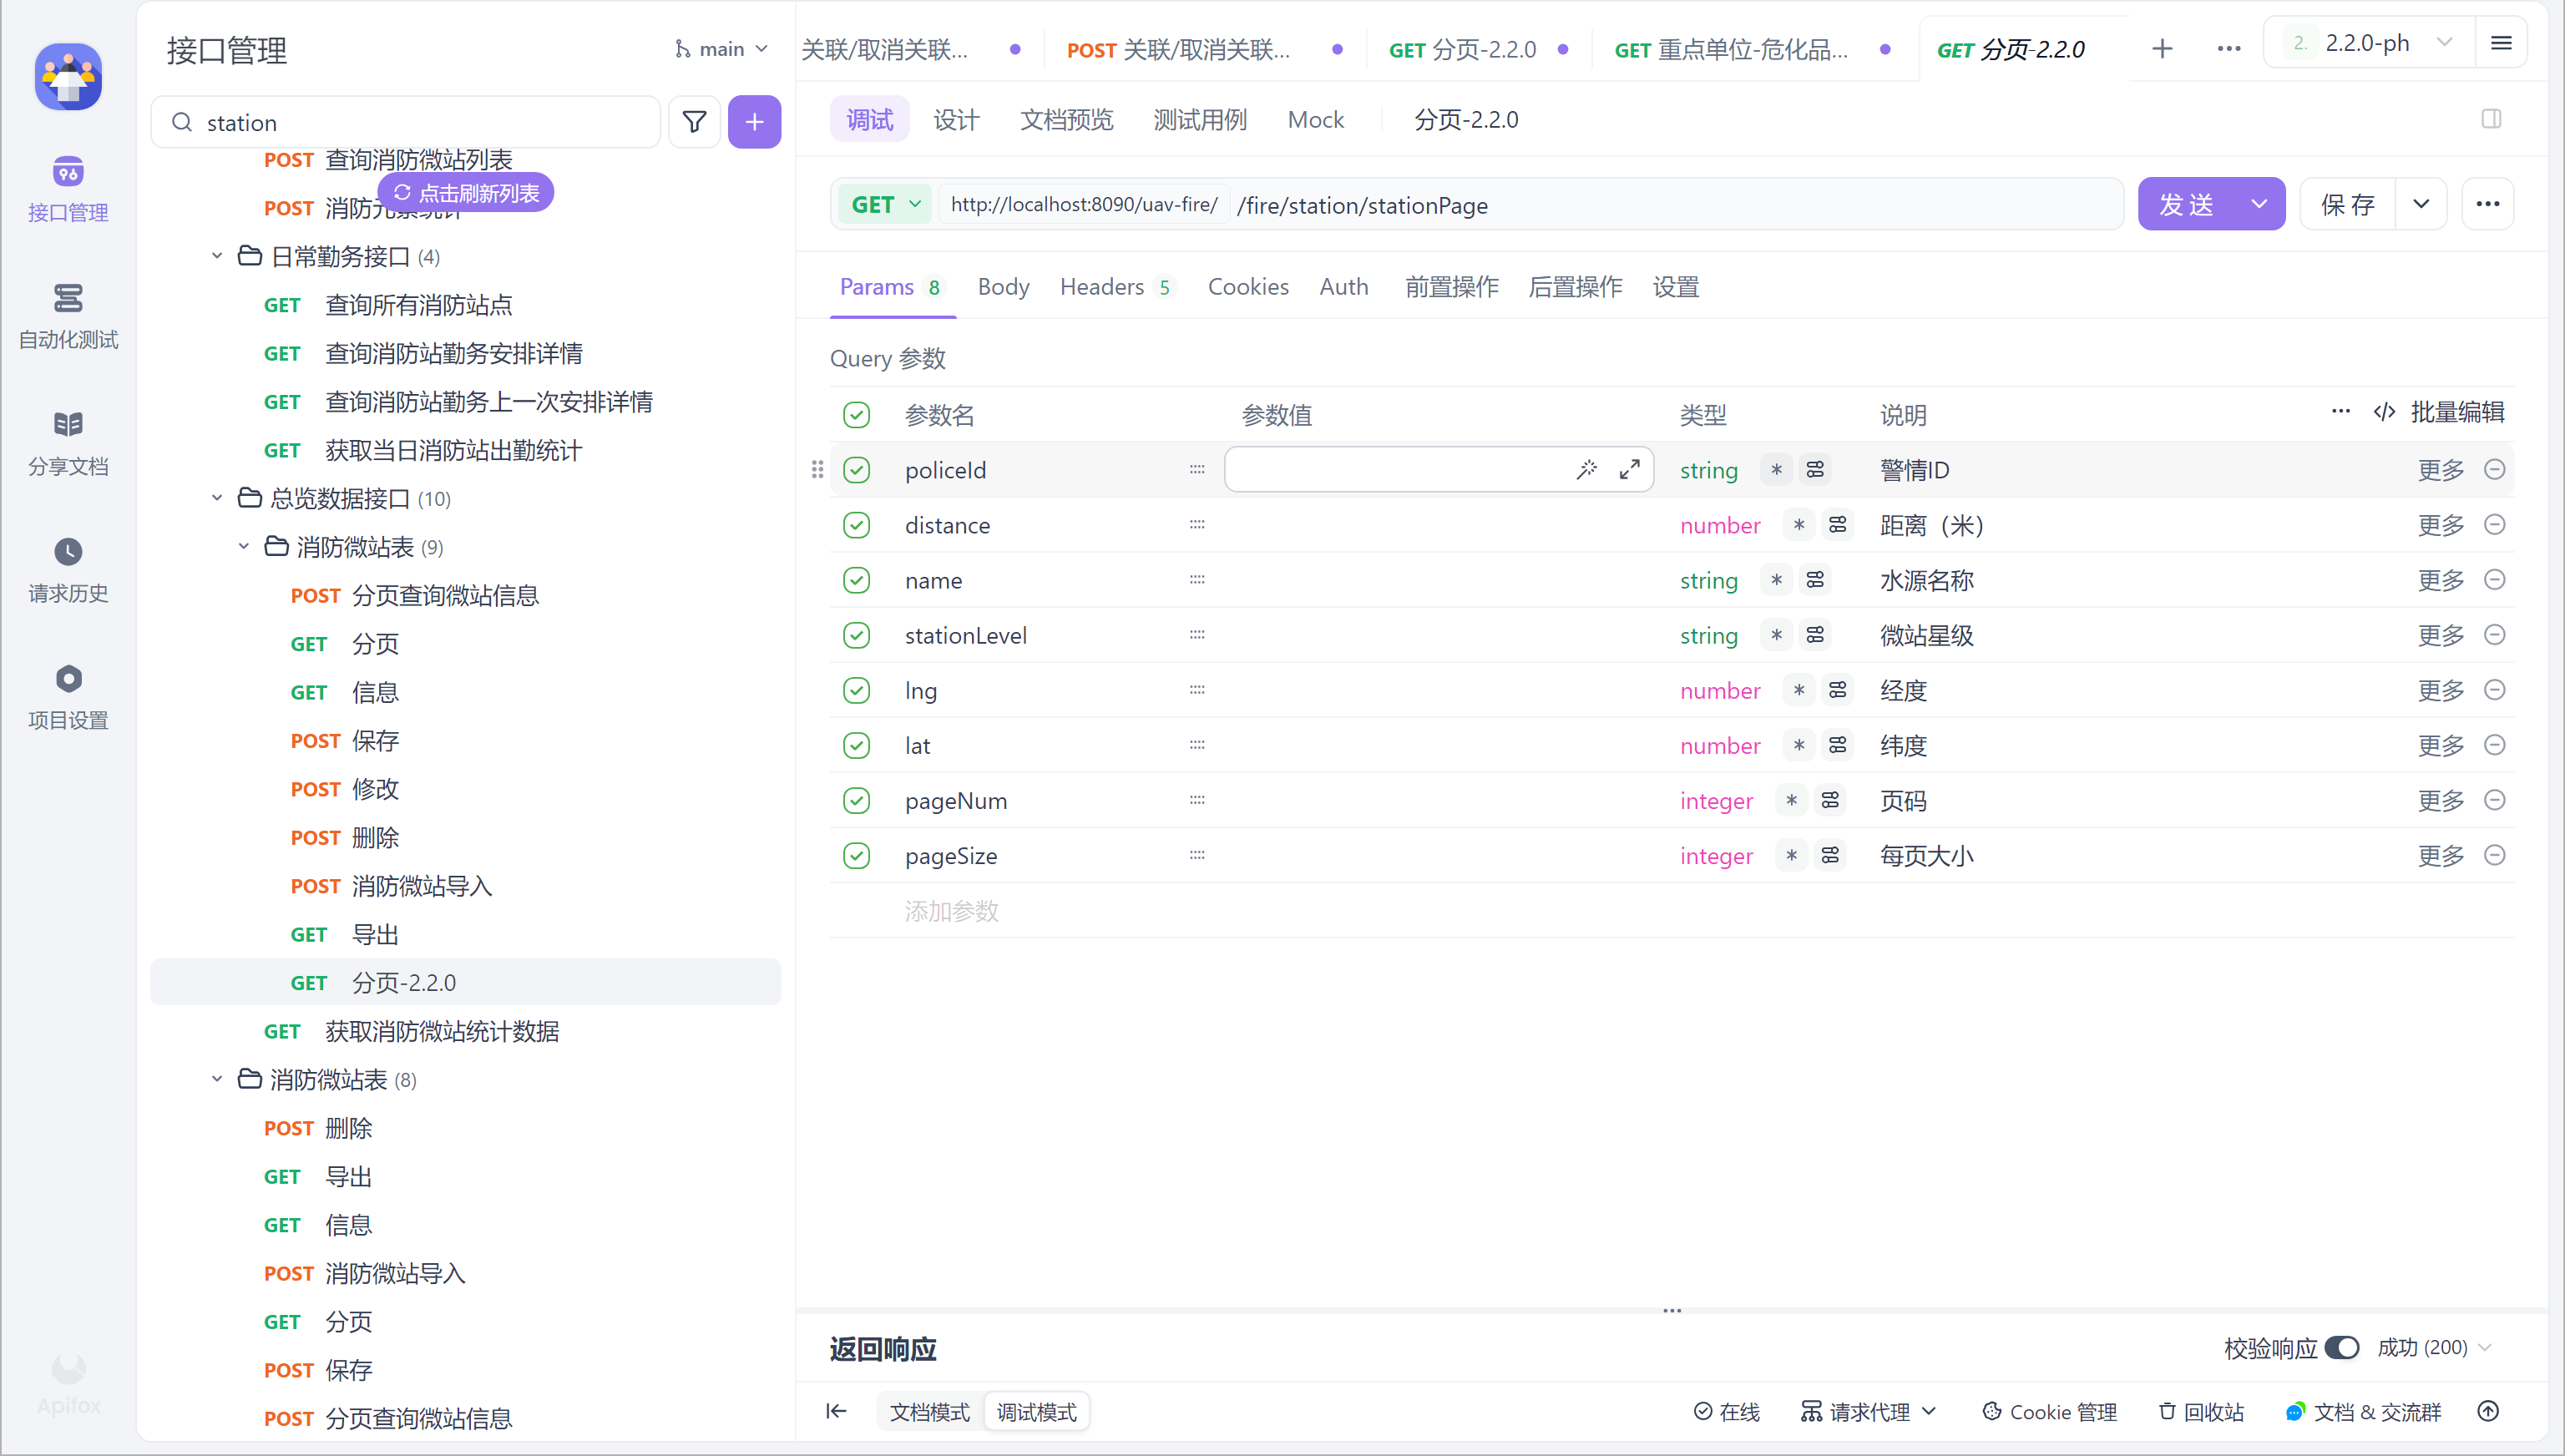 接口管理
自动化测试
分享文档
请求历史
项目设置
Apifox
接口管理
main
station
POST 查询消防微站列表
点击刷新列表
POST
日常勤务接口 (4)
GET 查询所有消防站点
GET 查询消防站勤务安排详情
GET 查询消防站勤务上一次安排详情
GET 获取当日消防站出勤统计
总览数据接口 (10)
消防微站表 (9)
POST 分页查询微站信息
GET 分页
GET 信息
POST 保存
POST 修改
POST 删除
POST 消防微站导入
GET 导出
GET 分页-2.2.0
GET 获取消防微站统计数据
消防微站表 (8)
POST 删除
GET 导出
GET 信息
POST 消防微站导入
GET 分页
POST 保存
POST 分页查询微站信息
关联/取消关联...
POST 关联/取消关联...
GET 分页-2.2.0
GET 重点单位-危化品...
GET 分页-2.2.0
2. 2.2.0-ph
调试 设计 文档预览 测试用例 Mock 分页-2.2.0
GET http://localhost:8090/uav-fire/ /fire/station/stationPage
发 送
保 存
Params 8 Body Headers 5 Cookies Auth 前置操作 后置操作 设置
Query 参数
参数名 参数值 类型 说明 批量编辑
policeId string * 警情ID 更多
distance number * 距离（米） 更多
name string * 水源名称 更多
stationLevel string * 微站星级 更多
lng number * 经度 更多
lat number * 纬度 更多
pageNum integer * 页码 更多
pageSize integer * 每页大小 更多
添加参数
返回响应
校验响应 成功 (200)
文档模式 调试模式
在线 请求代理 Cookie 管理 回收站 文档 & 交流群